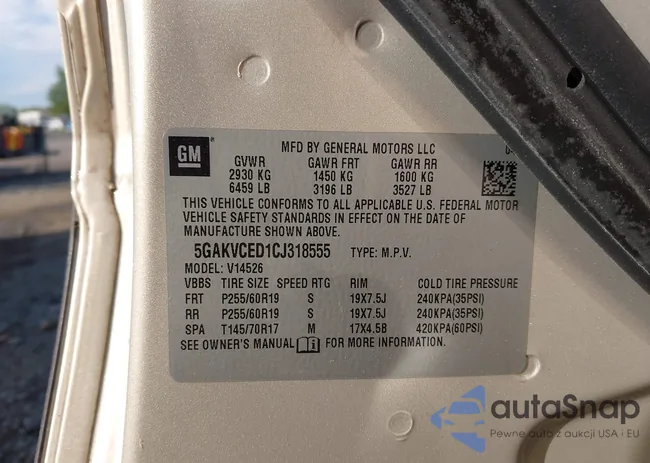 GM
MFD BY GENERAL MOTORS LLC
GVWR GAWR FRT GAWR RR
2930 KG 1450 KG 1600 KG
6459 LB 3196 LB 3527 LB
THIS VEHICLE CONFORMS TO ALL APPLICABLE U.S. FEDERAL MOTOR
VEHICLE SAFETY STANDARDS IN EFFECT ON THE DATE OF
MANUFACTURE SHOWN ABOVE.
5GAKVCED1CJ318555 TYPE: M.P.V.
MODEL: V14526
VBBS TIRE SIZE SPEED RTG RIM COLD TIRE PRESSURE
FRT P255/60R19 S 19X7.5J 240KPA(35PSI)
RR P255/60R19 S 19X7.5J 240KPA(35PSI)
SPA T145/70R17 M 17X4.5B 420KPA(60PSI)
SEE OWNER'S MANUAL FOR MORE INFORMATION.
autaSnap
Pewne auta z aukcji USA i EU